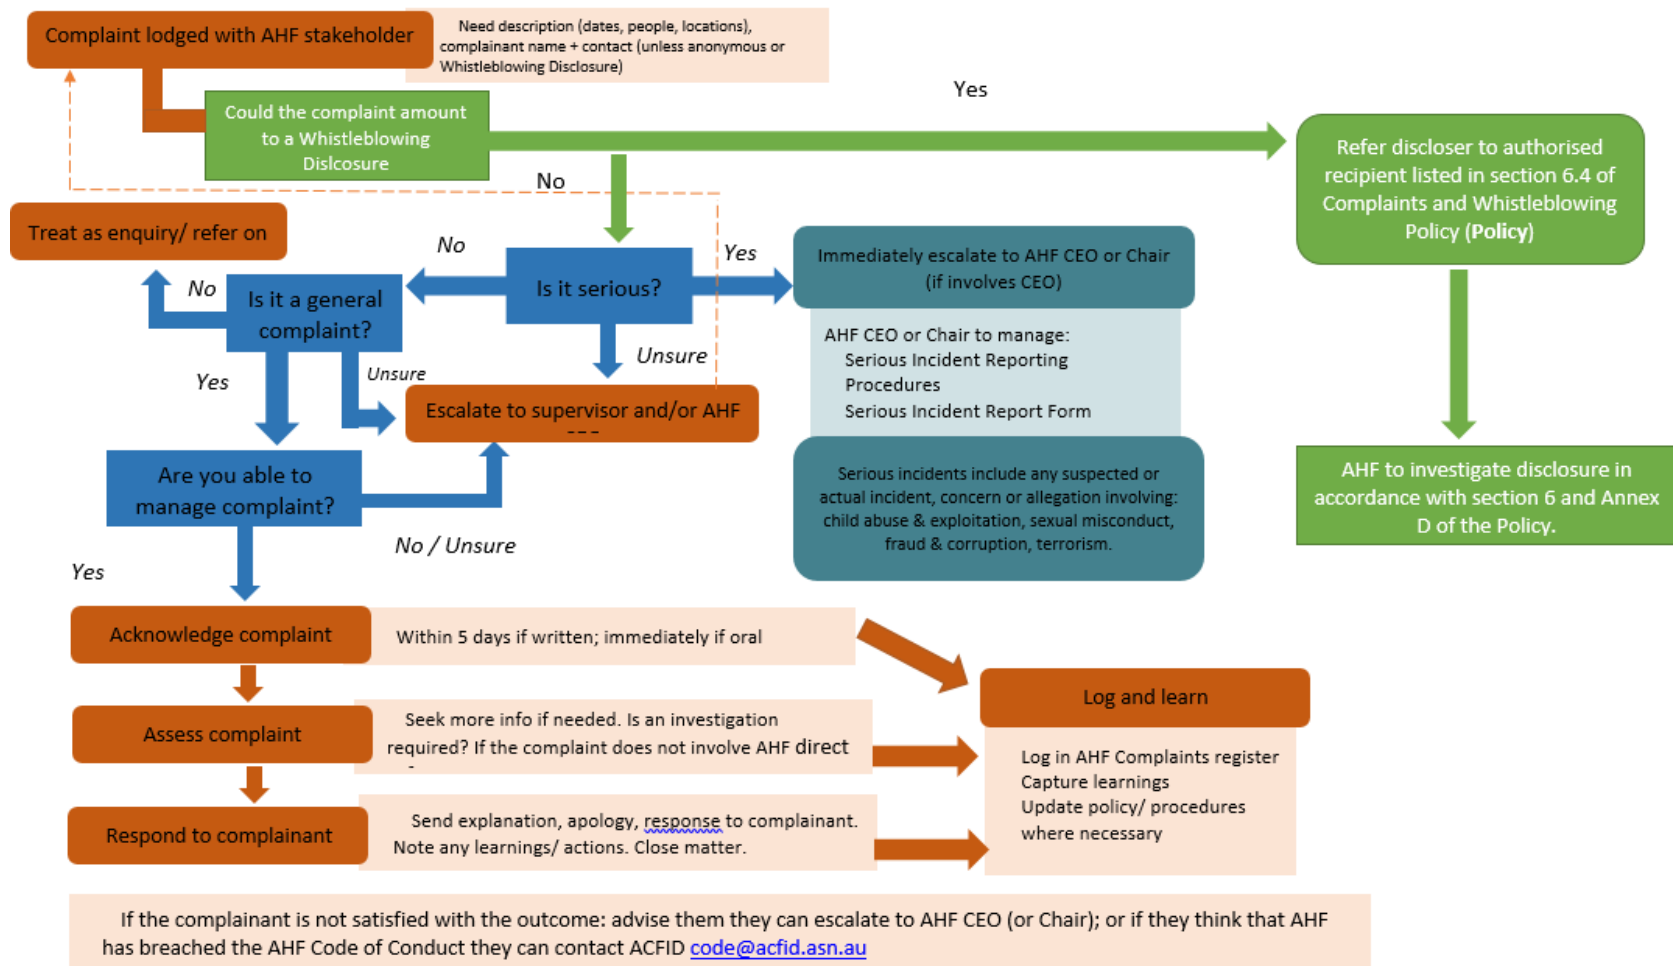 Complaint lodged with AHF stakeholder
Need description (dates, people, locations),
complainant name + contact (unless anonymous or
Whistleblowing Disclosure)
Yes
Could the complaint amount
to a Whistleblowing
Dislcosure
Refer discloser to authorised
recipient listed in section 6.4 of
Complaints and Whistleblowing
Policy (Policy)
No
Treat as enquiry/ refer on
No
Yes
Is it serious?
Immediately escalate to AHF CEO or Chair
(if involves CEO)
No
Is it a general
complaint?
AHF CEO or Chair to manage:
Serious Incident Reporting
Procedures
Serious Incident Report Form
Unsure
Yes
Unsure
Escalate to supervisor and/or AHF
Are you able to
manage complaint?
Serious incidents include any suspected or
actual incident, concern or allegation involving:
child abuse & exploitation, sexual misconduct,
fraud & corruption, terrorism.
AHF to investigate disclosure in
accordance with section 6 and Annex
D of the Policy.
No / Unsure
Yes
Acknowledge complaint
Within 5 days if written; immediately if oral
Log and learn
Assess complaint
Seek more info if needed. Is an investigation
required? If the complaint does not involve AHF direct
Log in AHF Complaints register
Capture learnings
Update policy/ procedures
where necessary
Respond to complainant
Send explanation, apology, response to complainant.
Note any learnings/ actions. Close matter.
If the complainant is not satisfied with the outcome: advise them they can escalate to AHF CEO (or Chair); or if they think that AHF
has breached the AHF Code of Conduct they can contact ACFID code@acfid.asn.au